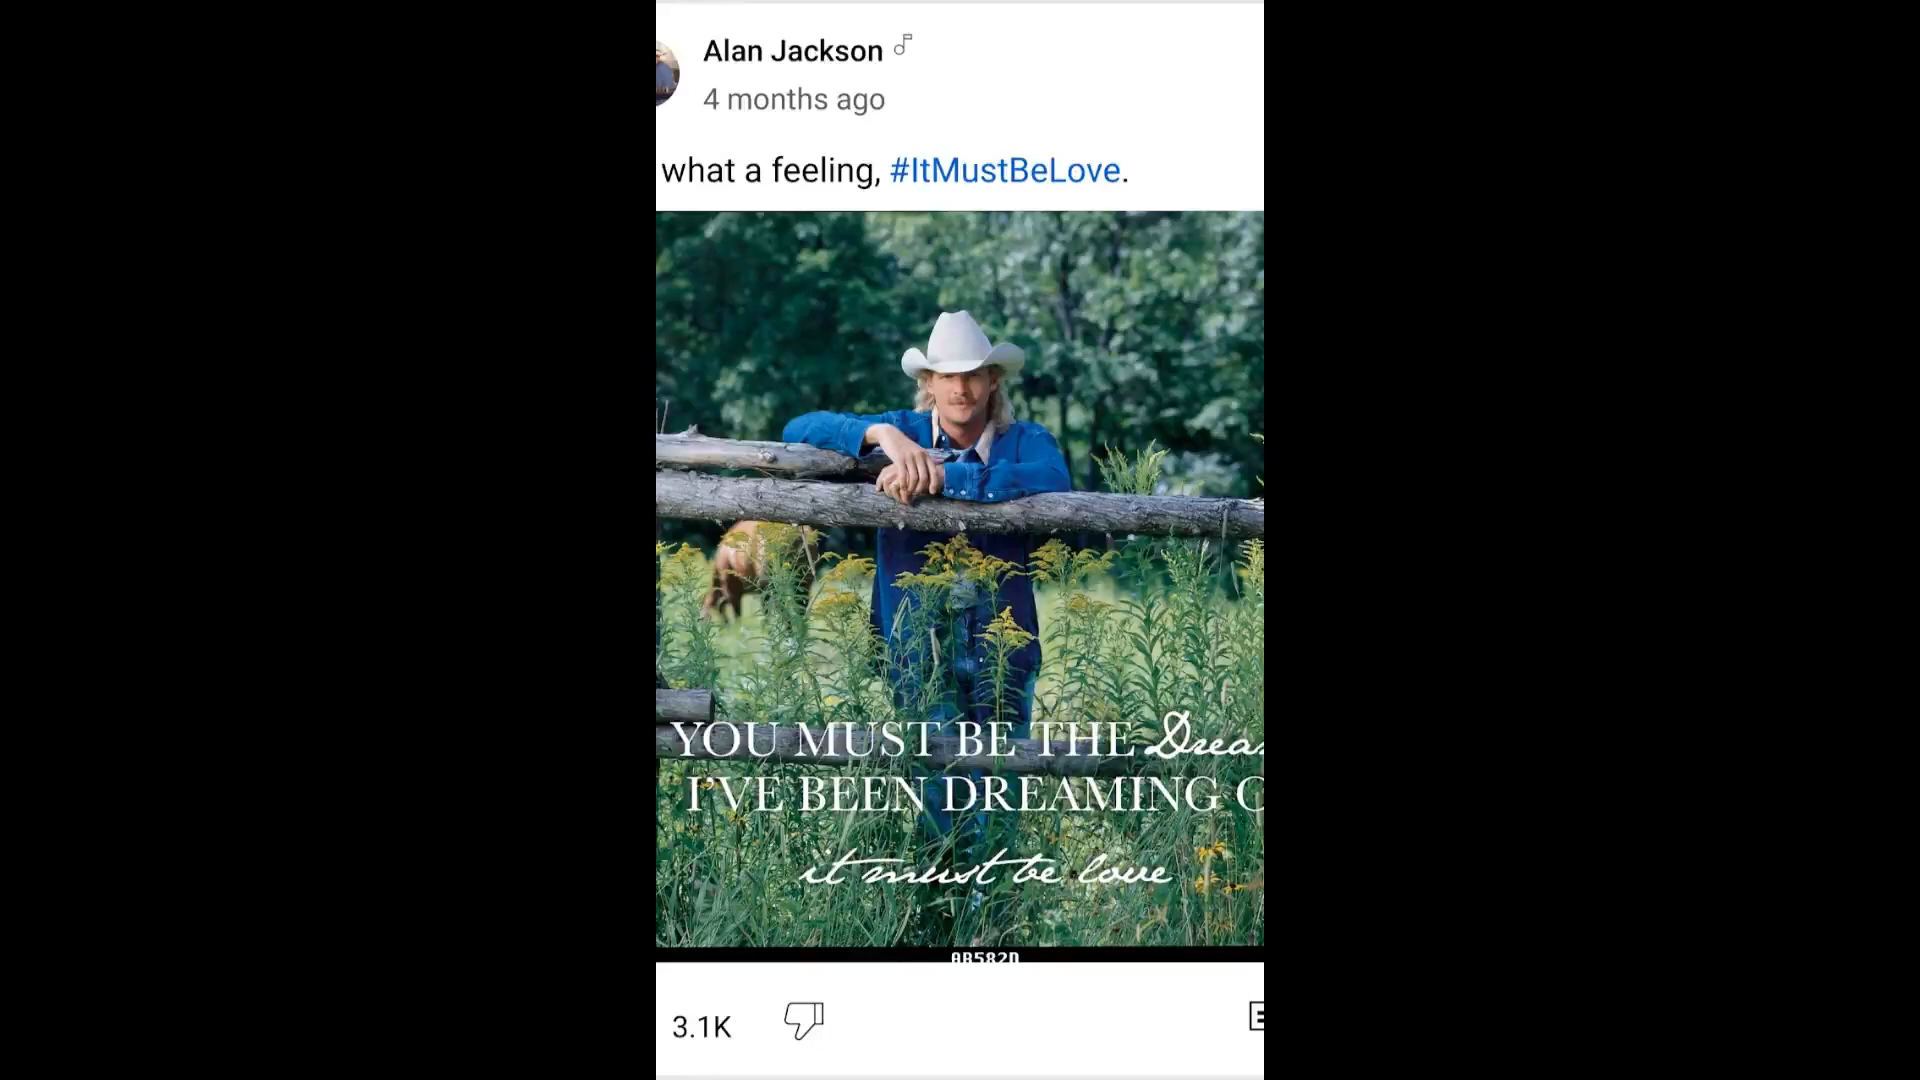 Alan Jackson
4 months ago
what a feeling, #ItMustBeLove.
YOU MUST BE THE
I'VE BEEN DREAMING
it must be love
AB582D
3.1K